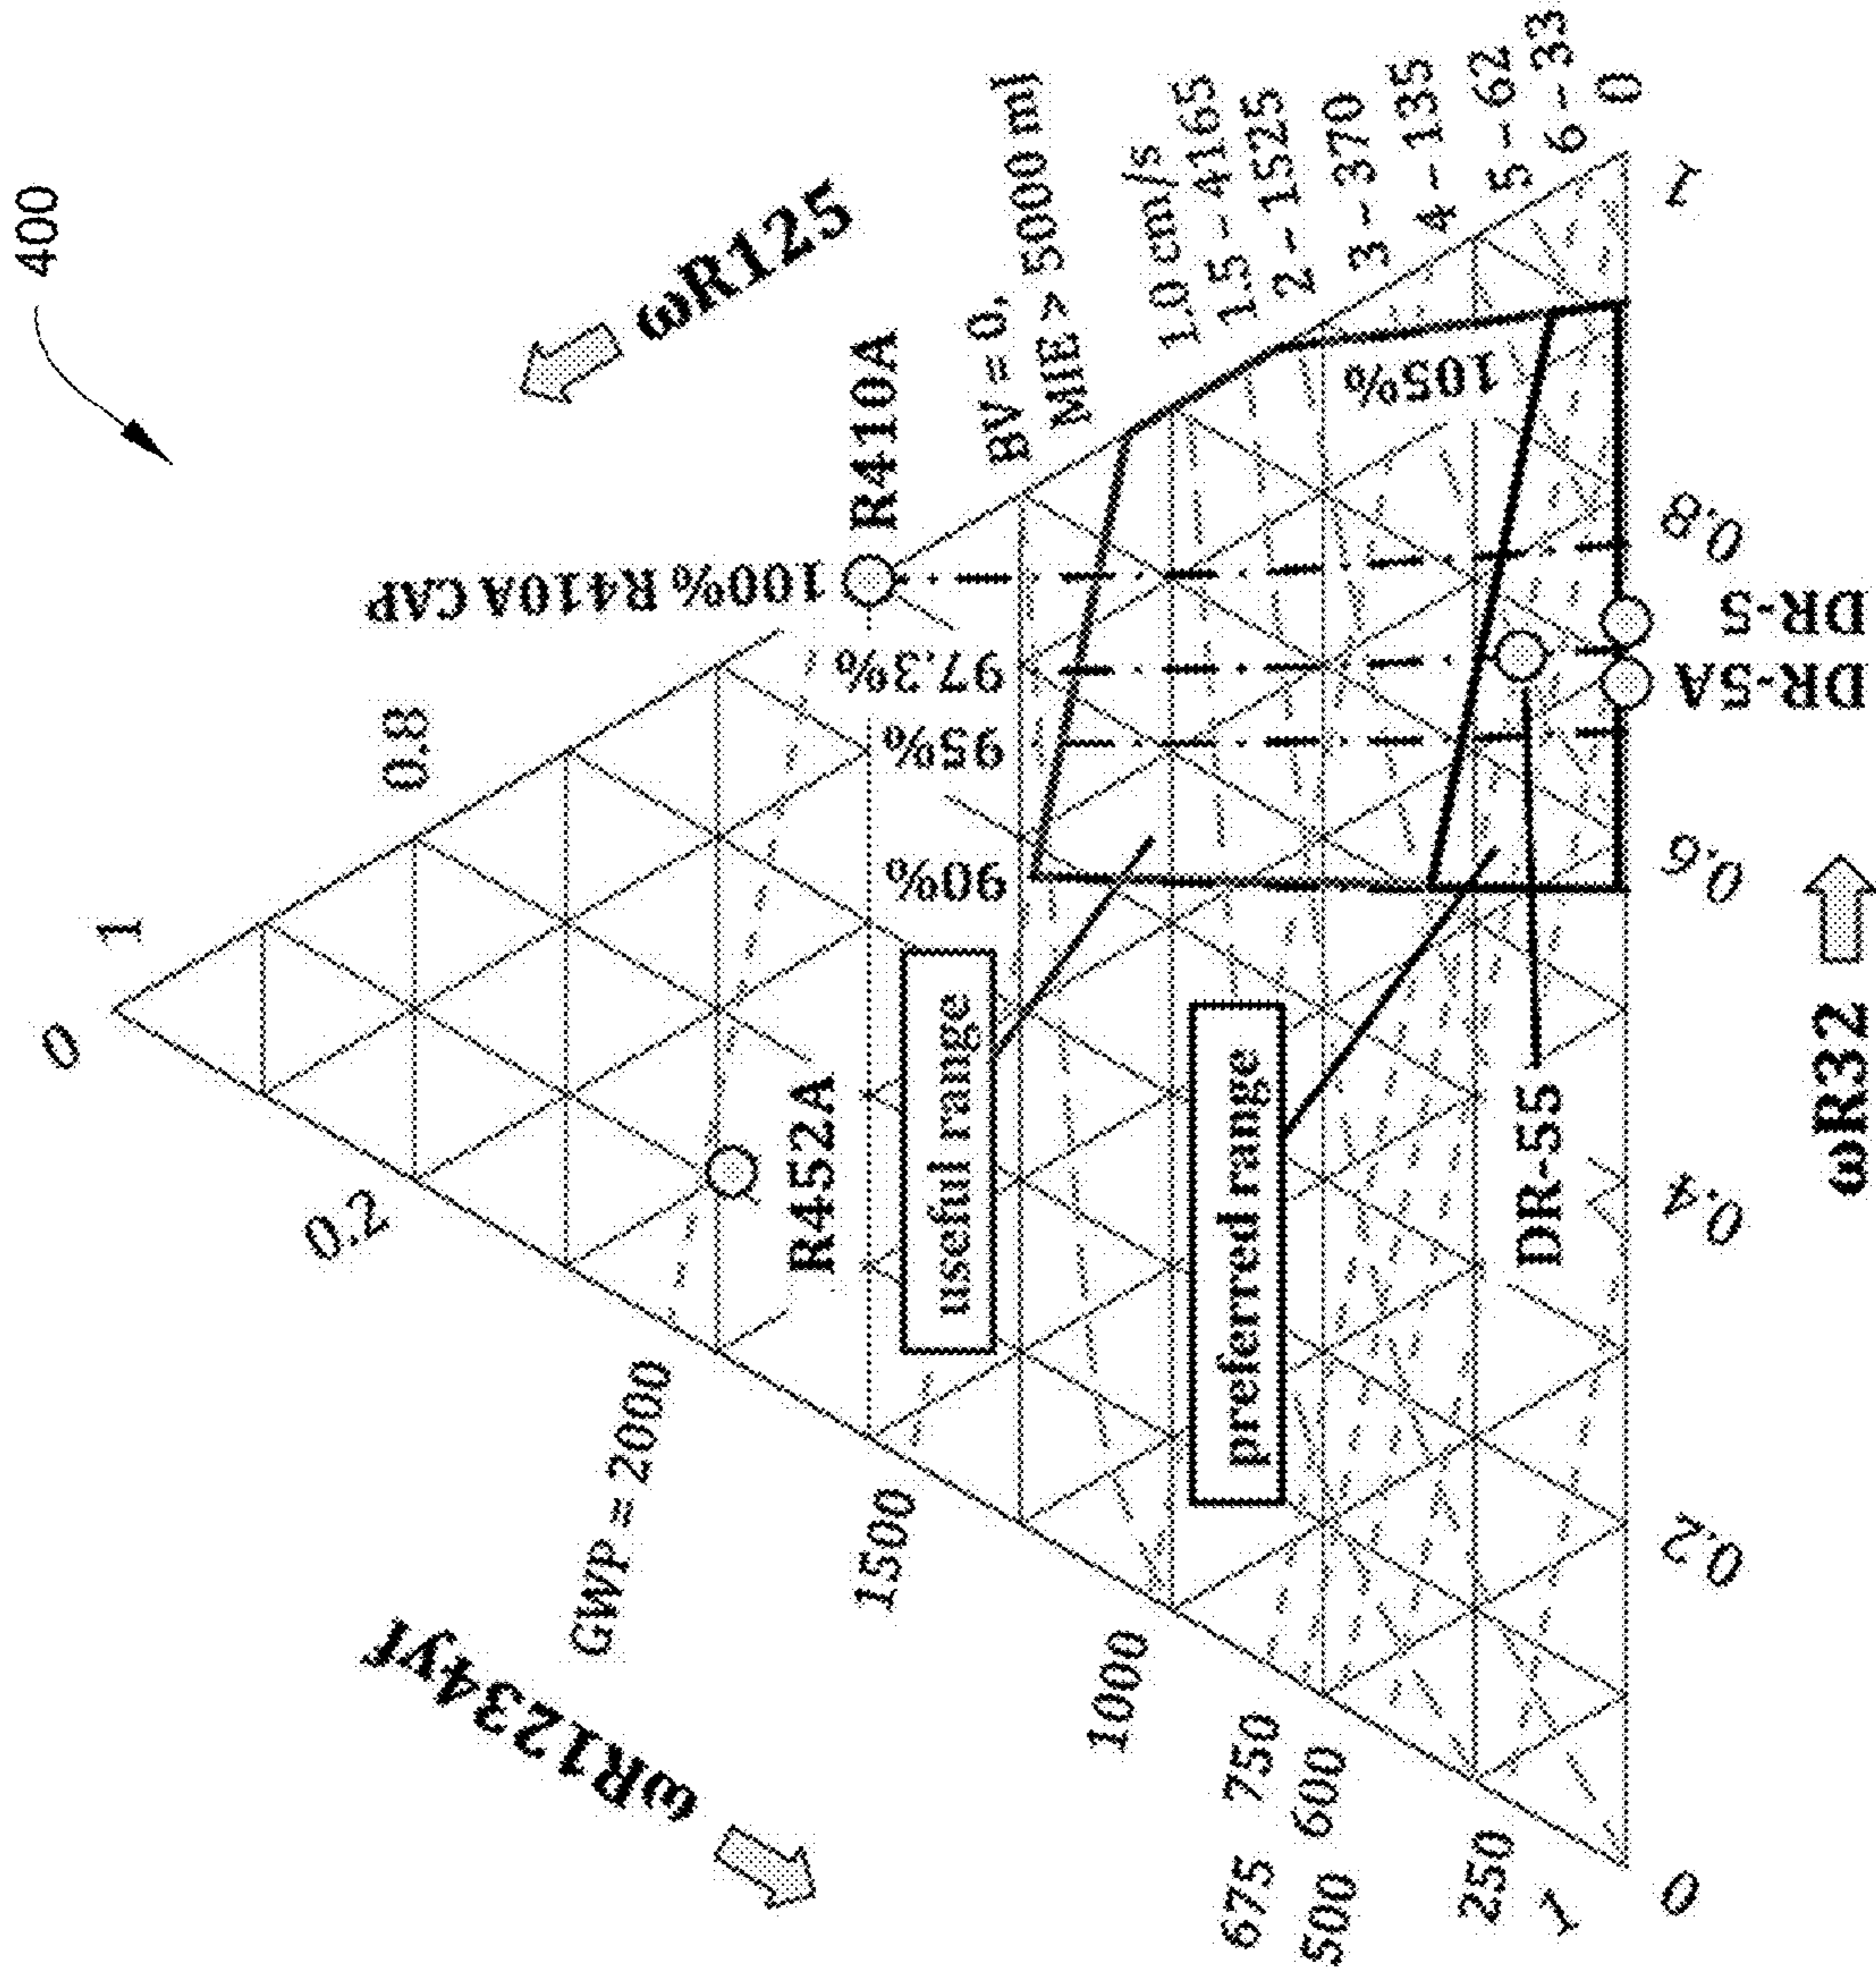 400
ωR125
ωR1234yf
ωR32
0
1
0.2
0.8
GWP = 2000
1500
1000
675 750
500 600
250
1
0
0.2
0.4
0.6
0.8
1
0
R410A
100% R410A CAP
97.3%
95%
90%
105%
BV = 0,
MIE > 5000 mJ
1.0 cm/s
1.5 – 4165
2 – 1525
3 – 370
4 – 135
5 – 62
6 – 33
R452A
useful range
preferred range
DR-55
DR-5A
DR-5